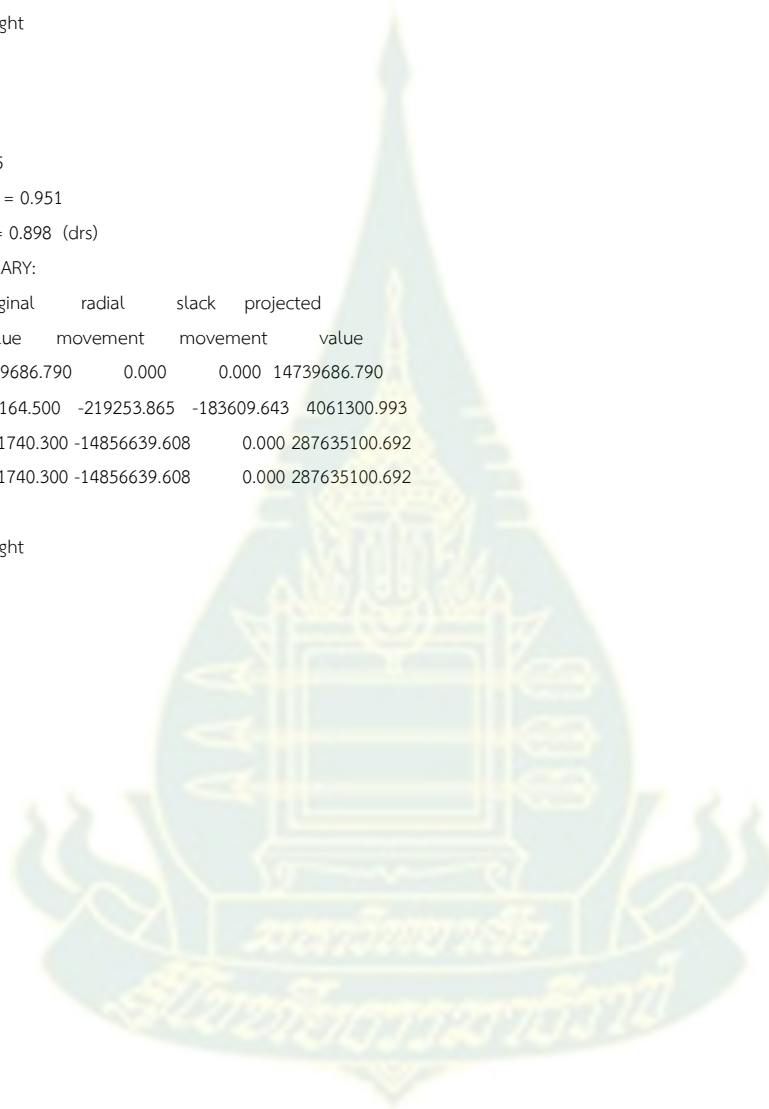 ght
5
= 0.951
= 0.898 (drs)
ARY:
ginal radial slack projected
lue movement movement value
9686.790 0.000 0.000 14739686.790
164.500 -219253.865 -183609.643 4061300.993
1740.300 -14856639.608 0.000 287635100.692
1740.300 -14856639.608 0.000 287635100.692
ght